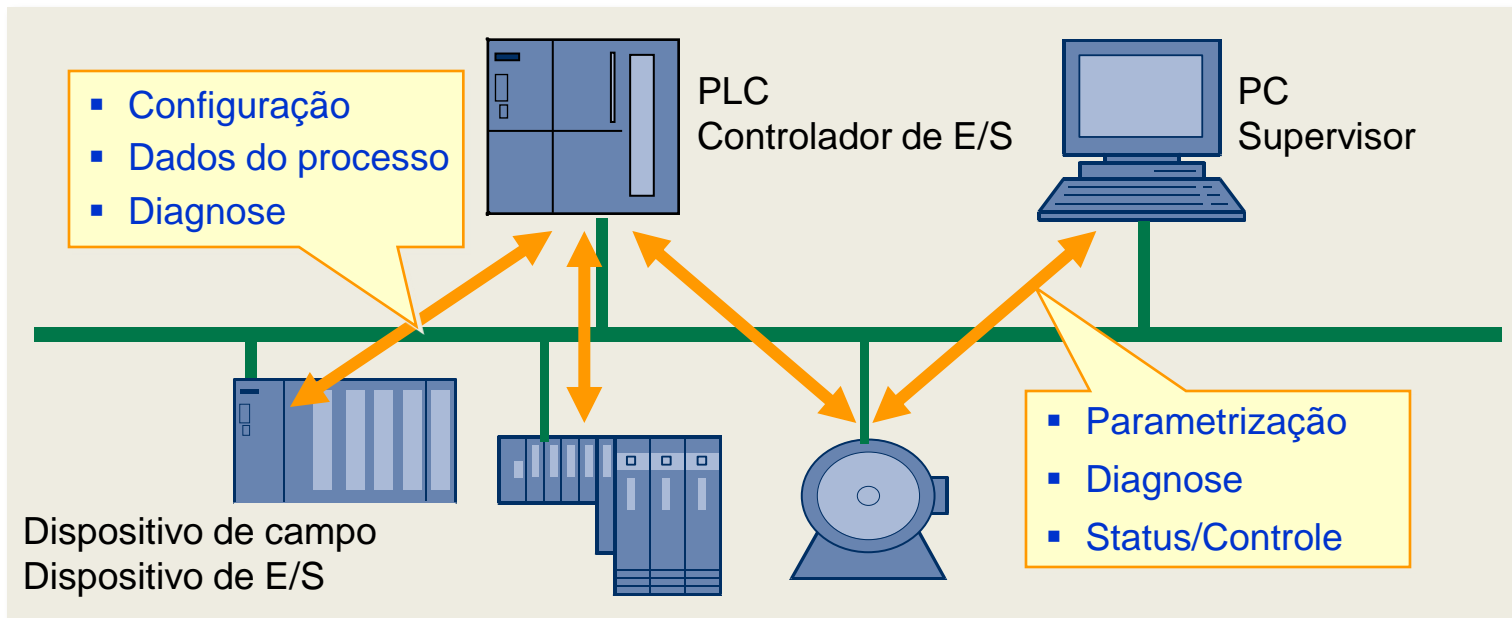 ▪ Configuração
▪ Dados do processo
▪ Diagnose
PLC
Controlador de E/S
PC
Supervisor
Dispositivo de campo
Dispositivo de E/S
▪ Parametrização
▪ Diagnose
▪ Status/Controle